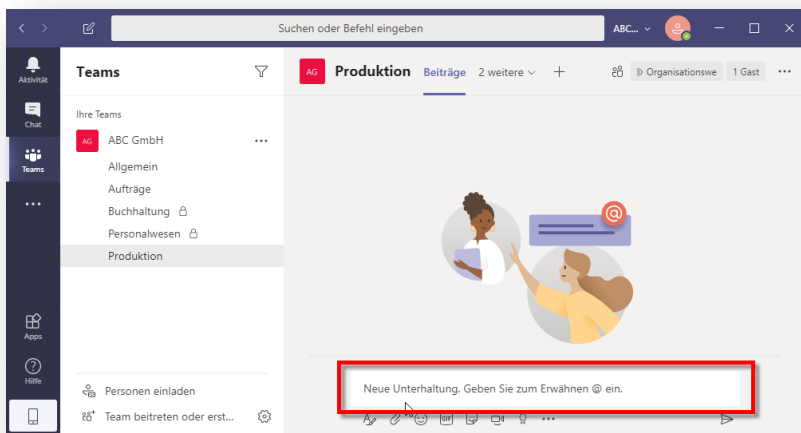 Suchen oder Befehl eingeben
ABC...
Aktivität
Chat
Teams
Apps
Hilfe
Teams
Ihre Teams
AG ABC GmbH
Allgemein
Aufträge
Buchhaltung
Personalwesen
Produktion
Personen einladen
Team beitreten oder erst...
AG Produktion Beiträge 2 weitere
Organisationswe 1 Gast
@
Neue Unterhaltung. Geben Sie zum Erwähnen @ ein.
GIF